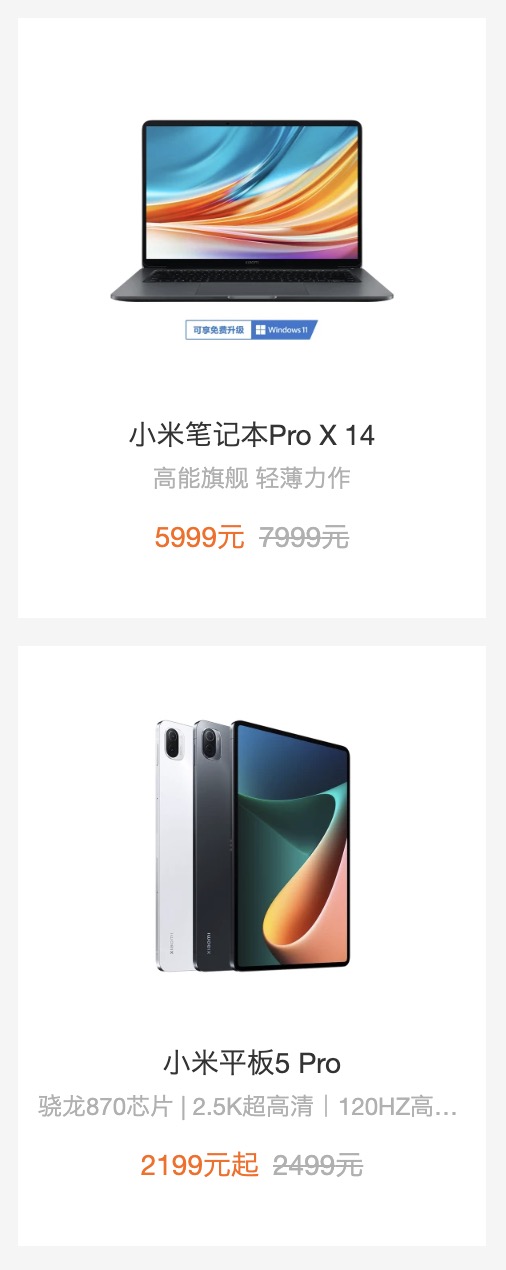 可享免费升级 Windows 11
小米笔记本Pro X 14
高能旗舰 轻薄力作
5999元 7999元
小米平板5 Pro
骁龙870芯片 | 2.5K超高清｜120HZ高…
2199元起 2499元